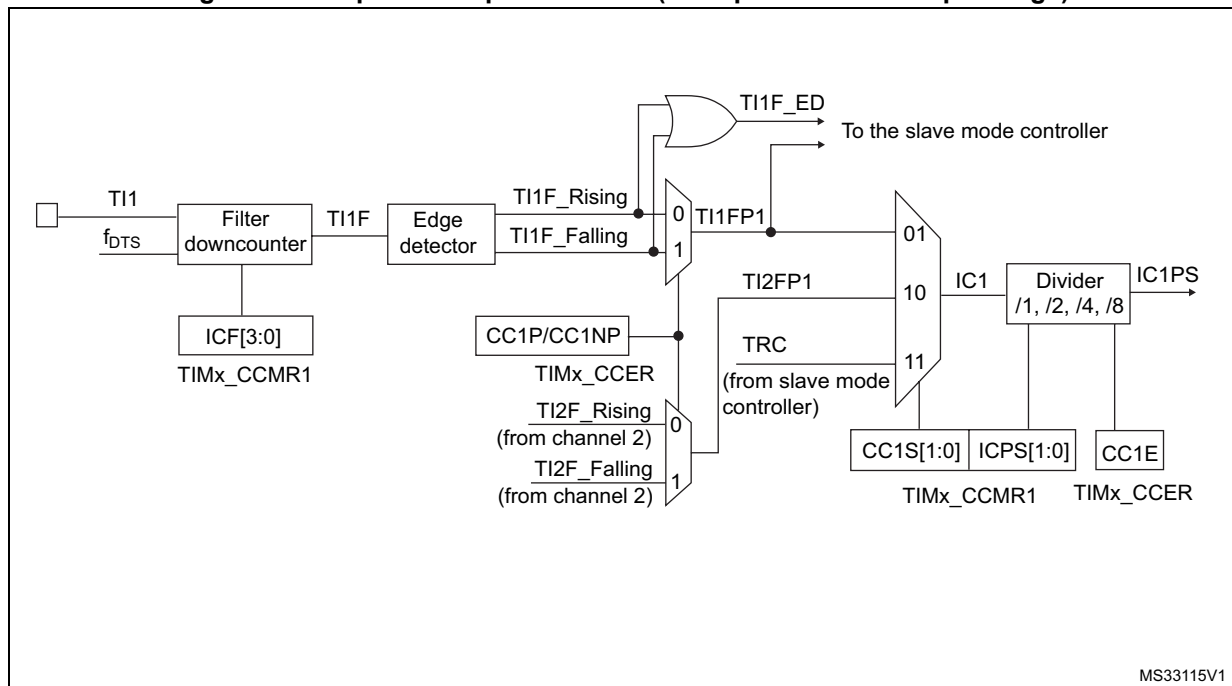 TI1F_ED
To the slave mode controller
TI1
f_DTS
Filter
downcounter
TI1F
Edge
detector
TI1F_Rising
TI1F_Falling
0
1
TI1FP1
01
TI2FP1
10
IC1
Divider
/1, /2, /4, /8
IC1PS
ICF[3:0]
TIMx_CCMR1
CC1P/CC1NP
TIMx_CCER
TRC
11
(from slave mode
controller)
TI2F_Rising
0
(from channel 2)
TI2F_Falling
1
(from channel 2)
CC1S[1:0]
ICPS[1:0]
CC1E
TIMx_CCMR1
TIMx_CCER
MS33115V1